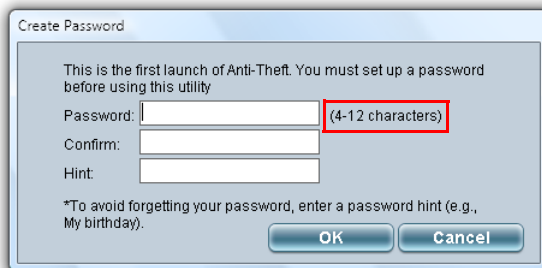 Create Password
This is the first launch of Anti-Theft. You must set up a password
before using this utility
Password: (4-12 characters)
Confirm:
Hint:
*To avoid forgetting your password, enter a password hint (e.g.,
My birthday).
OK Cancel